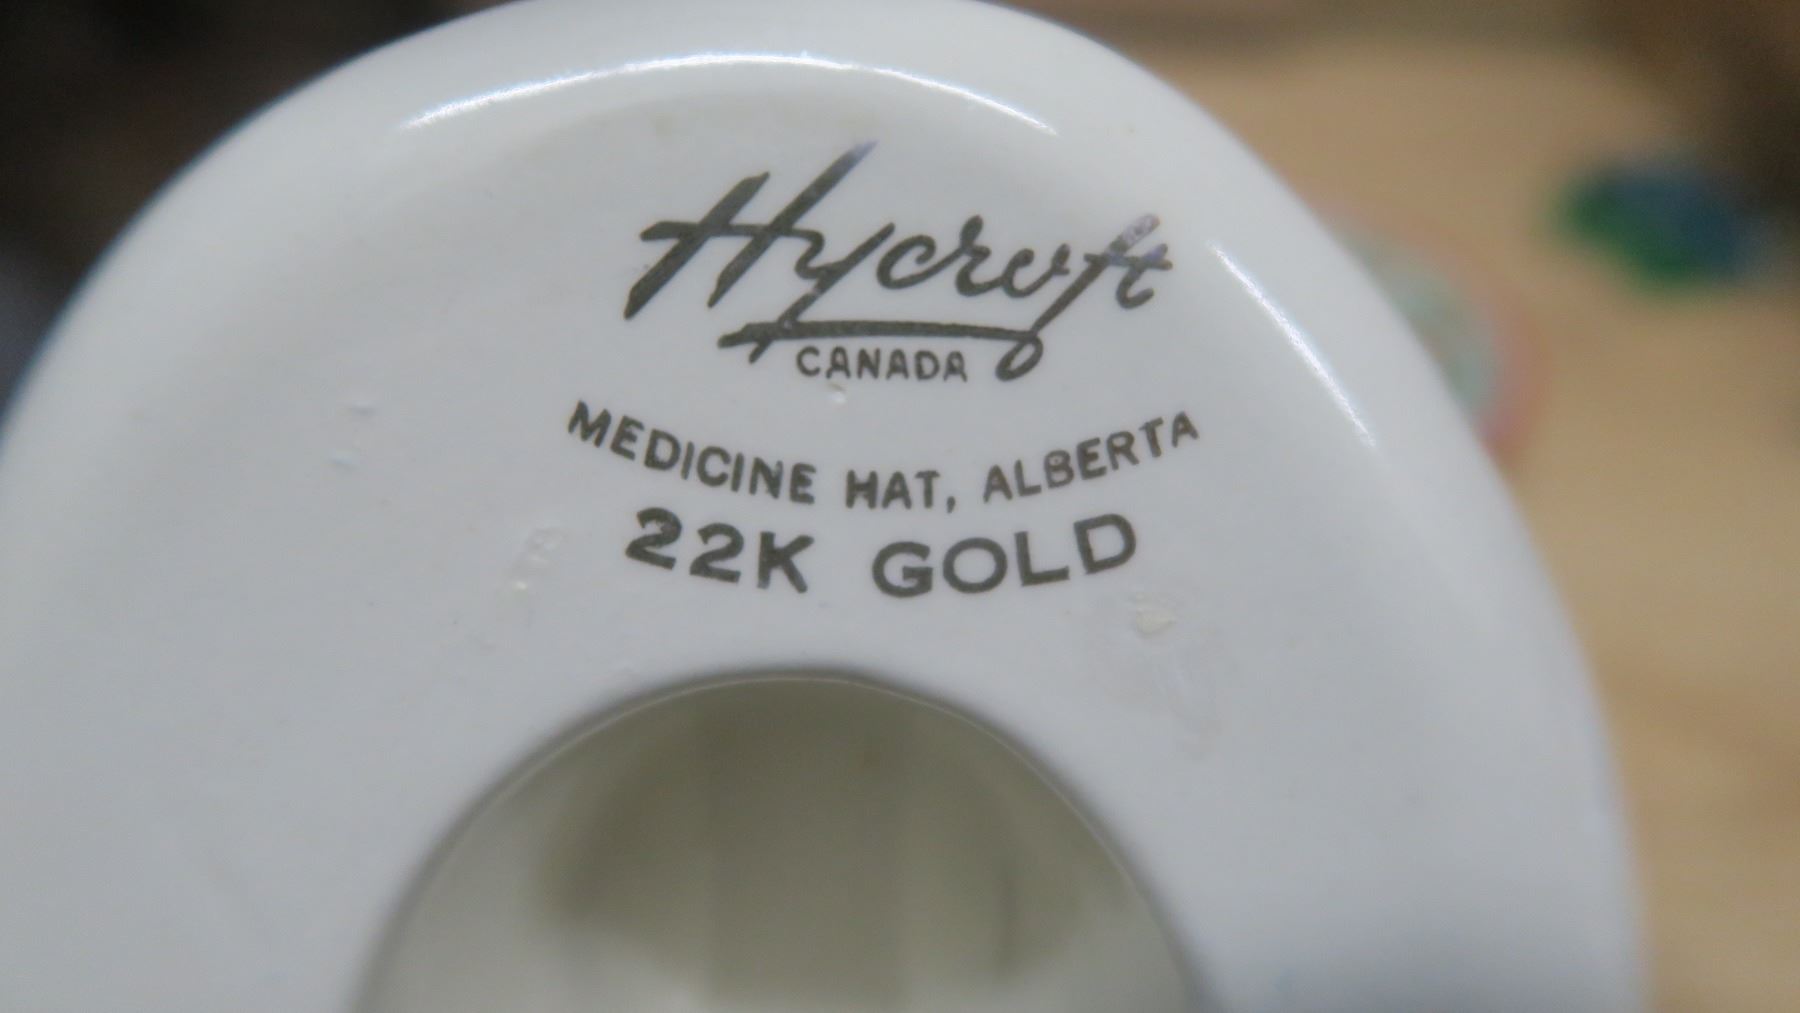 Hycroft
CANADA
MEDICINE HAT, ALBERTA
22K GOLD